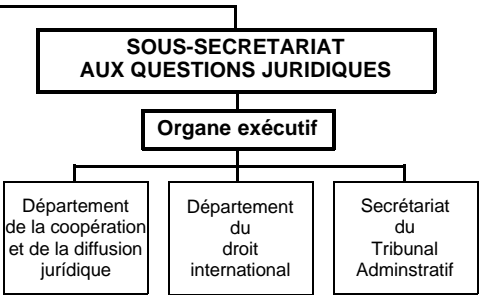 SOUS-SECRETARIAT
AUX QUESTIONS JURIDIQUES
Organe exécutif
Département
de la coopération
et de la diffusion
jurídique
Département
du
droit
international
Secrétariat
du
Tribunal
Adminstratif